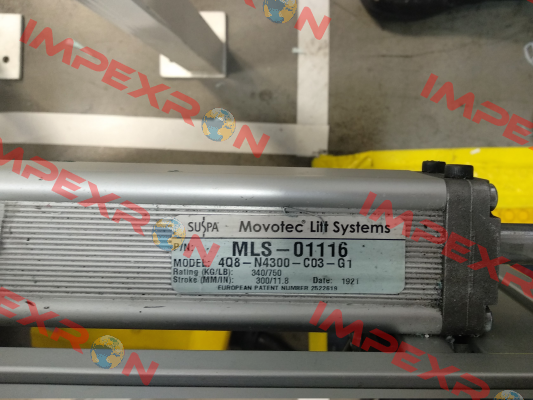 IMPEXRON
IMPEXRON
IMPEXRON
SUSPA Movotec Lift Systems
P/N: MLS-01116
MODEL: 4Q8-N4300-C03-G1
Rating (KG/LB): 340/750
Stroke (MM/IN): 300/11.8 Date: 1921
EUROPEAN PATENT NUMBER 2522619
IMPEXRON
IMPEXRON
IMPEXRON